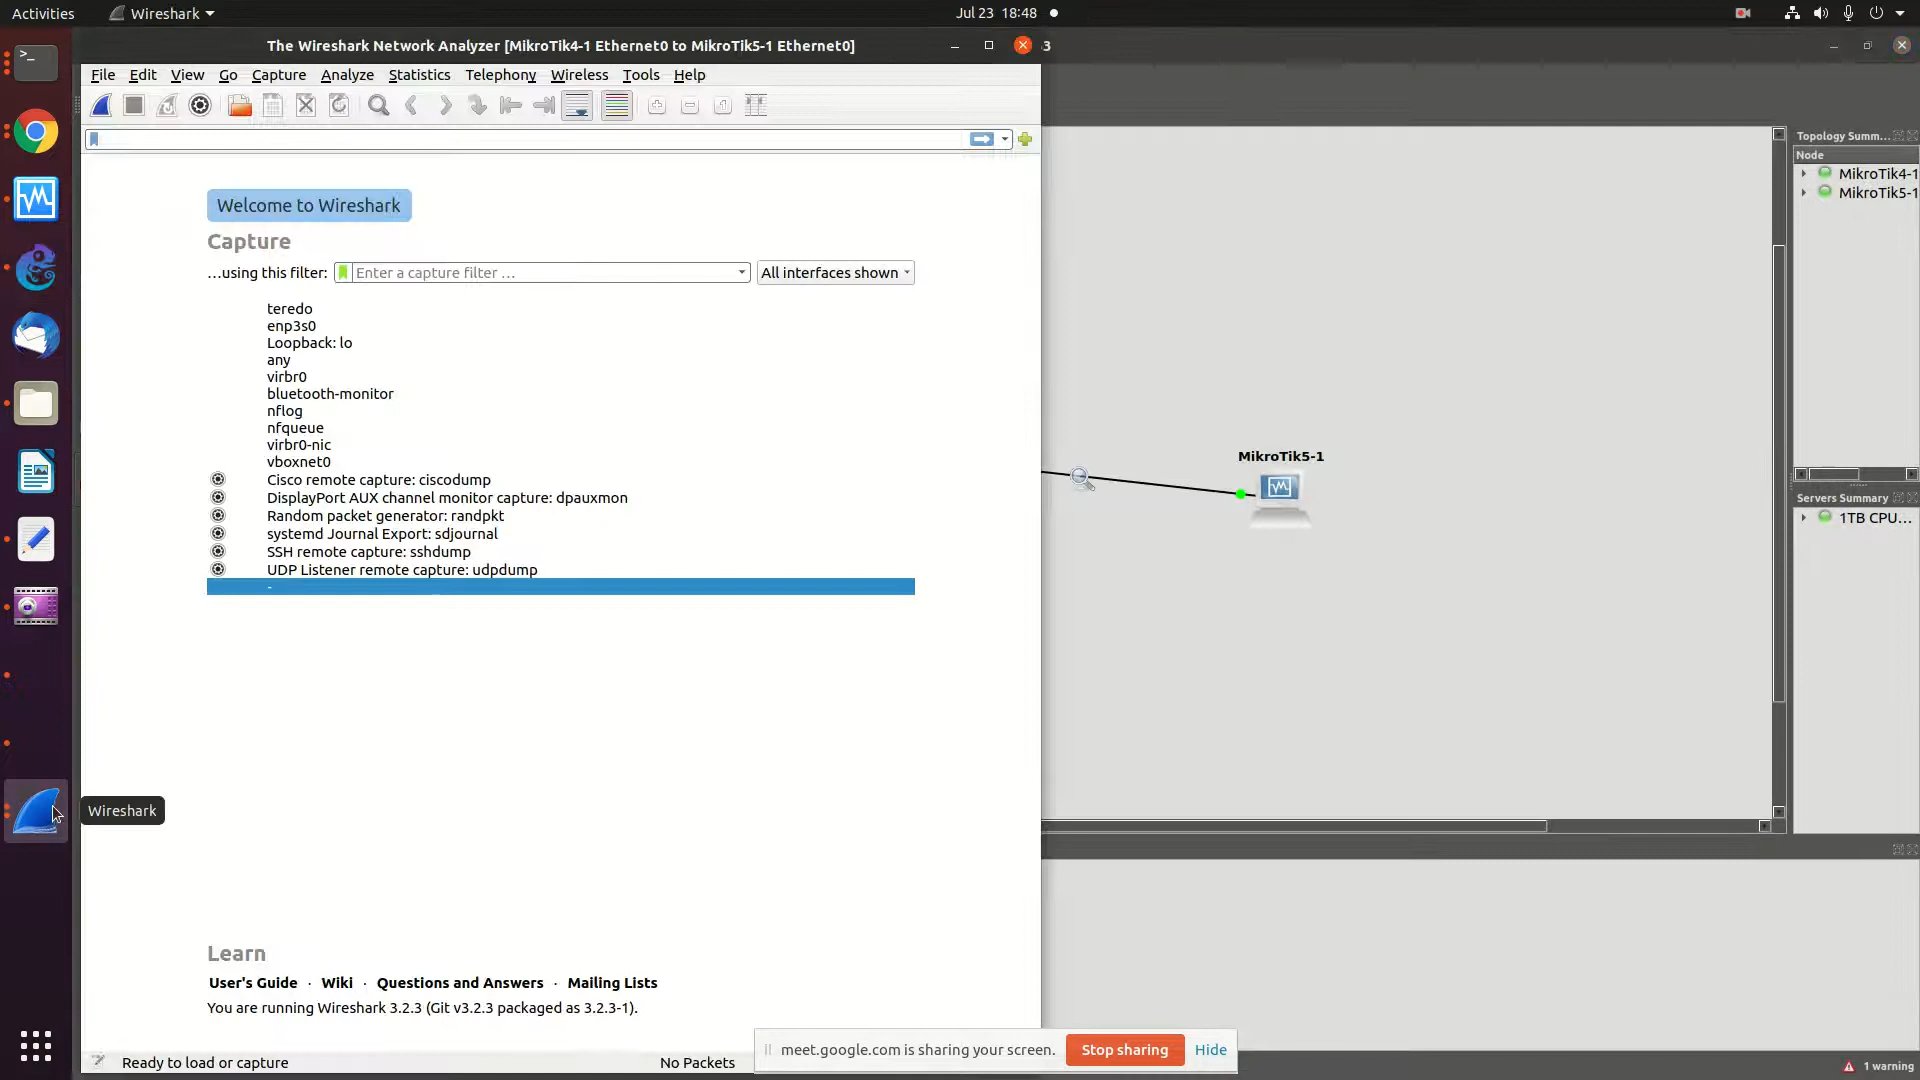 Activities
Wireshark
Jul 23 18:48
The Wireshark Network Analyzer [MikroTik4-1 Ethernet0 to MikroTik5-1 Ethernet0]
File Edit View Go Capture Analyze Statistics Telephony Wireless Tools Help
Welcome to Wireshark
Capture
...using this filter:
Enter a capture filter ...
All interfaces shown
teredo
enp3s0
Loopback: lo
any
virbr0
bluetooth-monitor
nflog
nfqueue
virbr0-nic
vboxnet0
Cisco remote capture: ciscodump
DisplayPort AUX channel monitor capture: dpauxmon
Random packet generator: randpkt
systemd Journal Export: sdjournal
SSH remote capture: sshdump
UDP Listener remote capture: udpdump
-
Wireshark
Learn
User's Guide · Wiki · Questions and Answers · Mailing Lists
You are running Wireshark 3.2.3 (Git v3.2.3 packaged as 3.2.3-1).
Ready to load or capture
No Packets
meet.google.com is sharing your screen.
Stop sharing
Hide
3
MikroTik5-1
Topology Summ...
Node
MikroTik4-1
MikroTik5-1
Servers Summary
1TB CPU...
1 warning